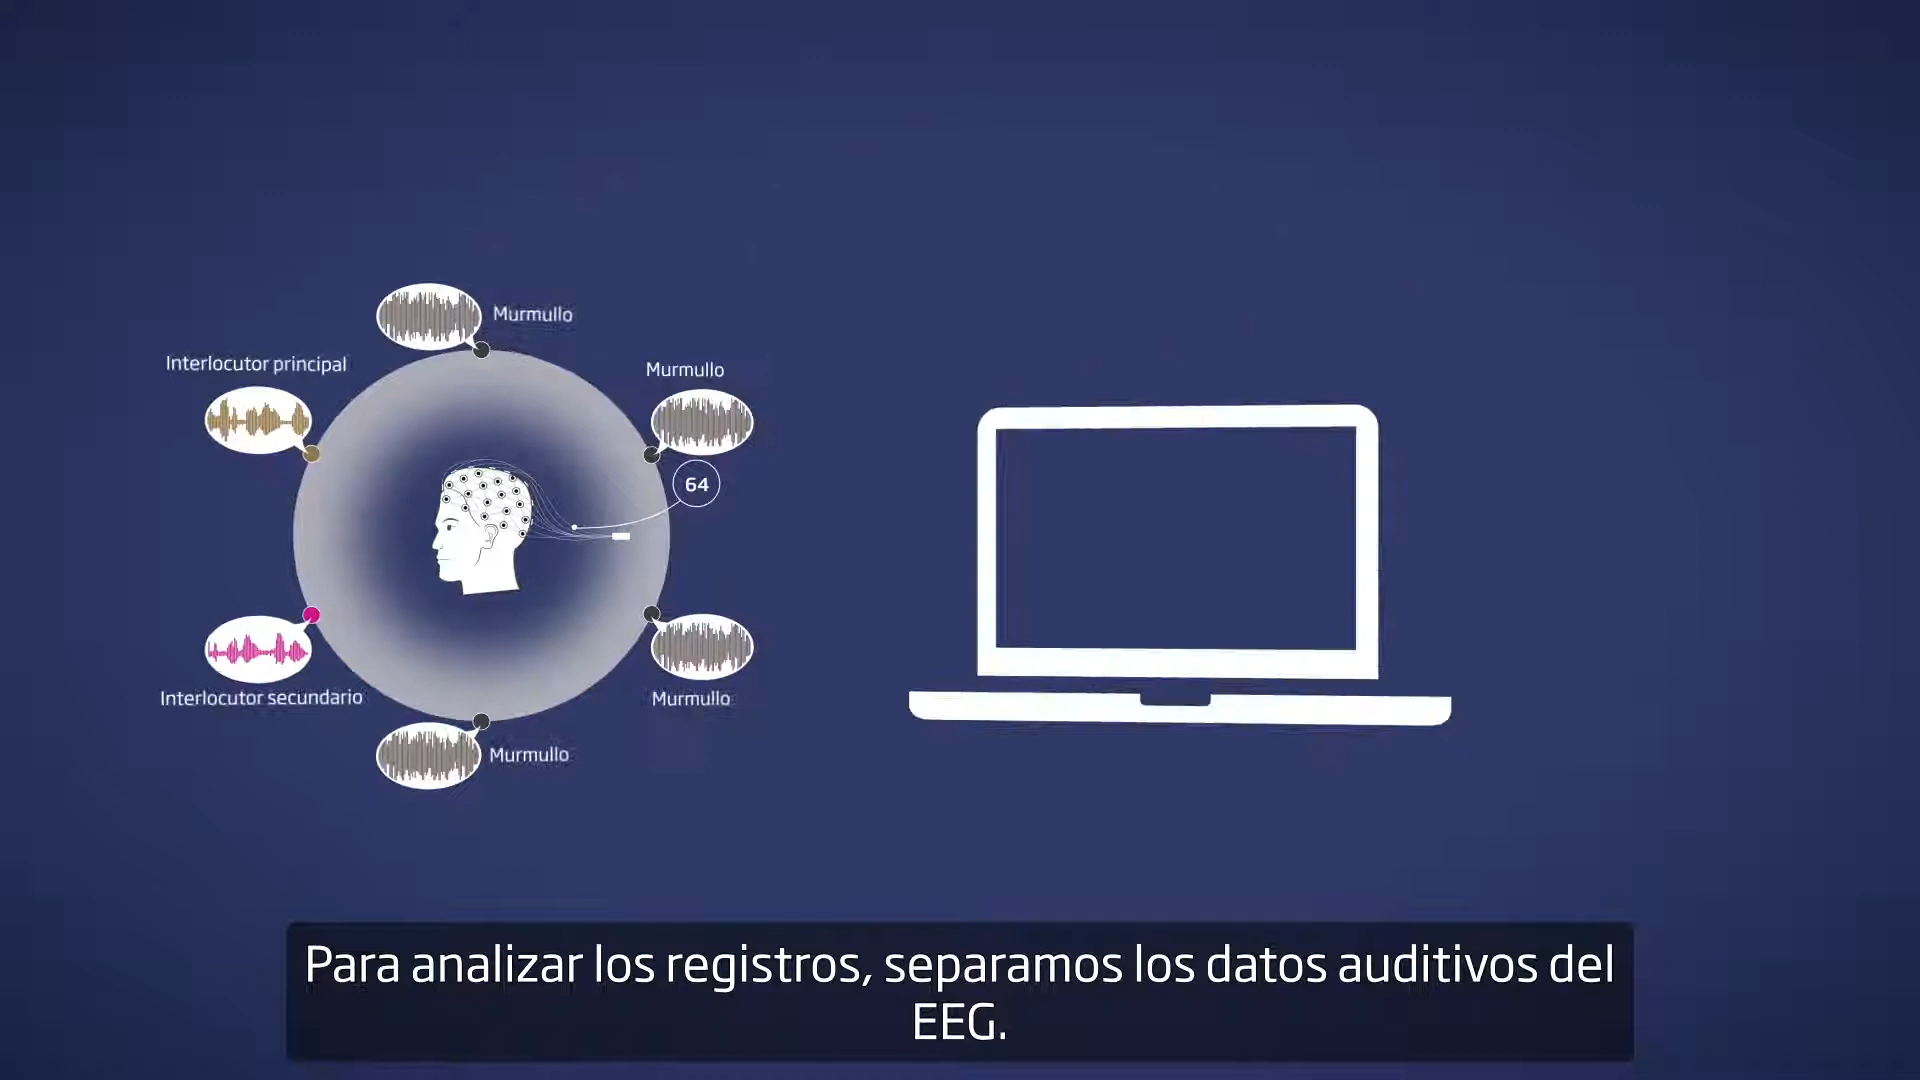 Murmullo
Interlocutor principal
Murmullo
64
Interlocutor secundario
Murmullo
Murmullo
Para analizar los registros, separamos los datos auditivos del
EEG.